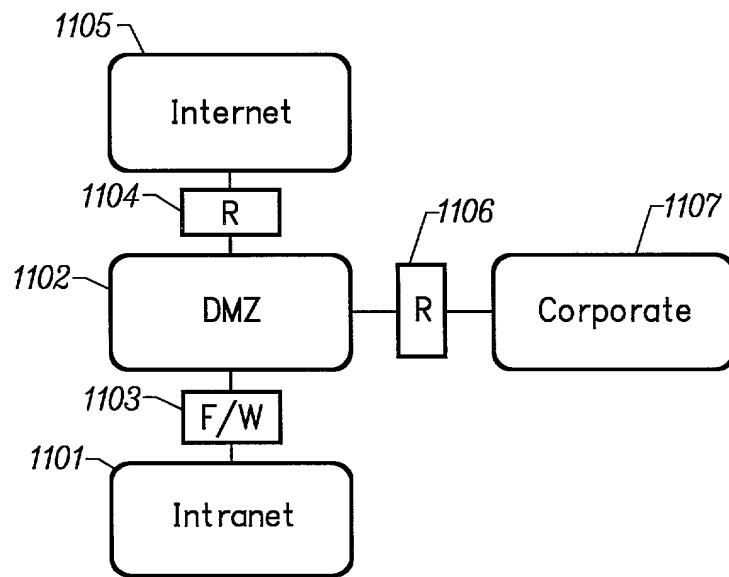 1105
Internet
1104
R
1106
1107
1102
DMZ
R
Corporate
1103
F/W
1101
Intranet